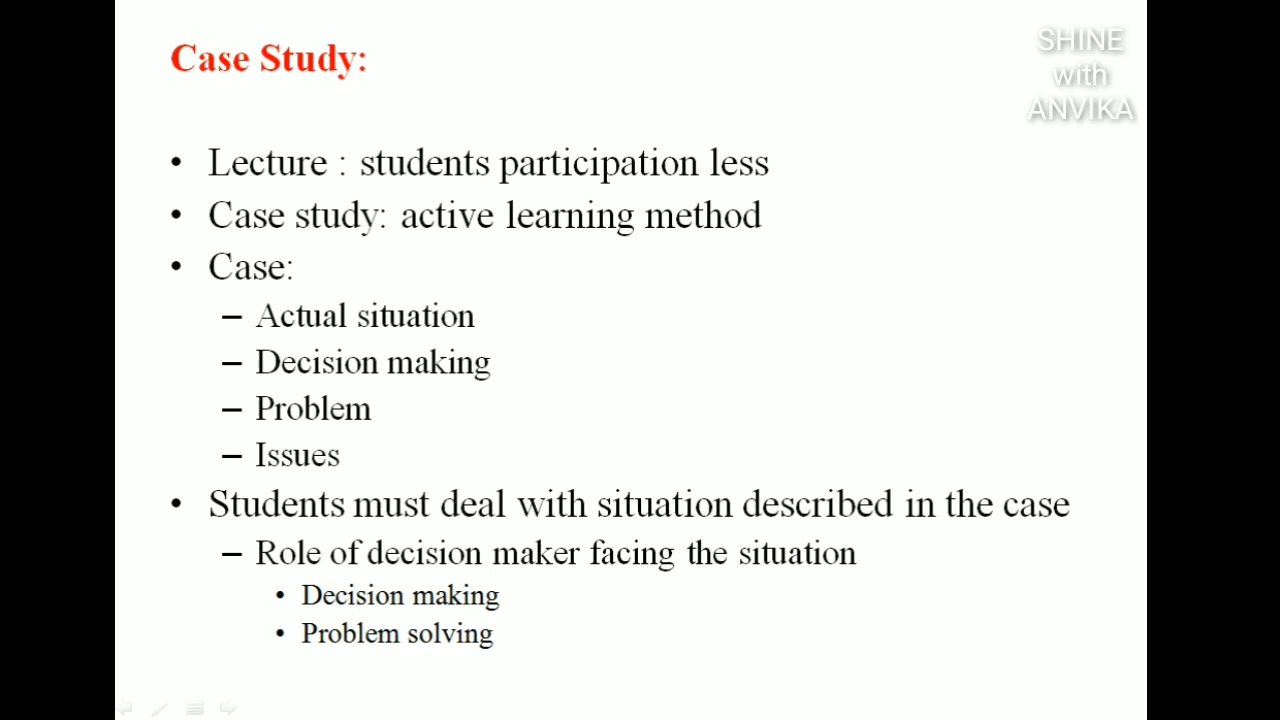 Case Study:
SHINE
with
ANVIKA
• Lecture : students participation less
• Case study: active learning method
• Case:
– Actual situation
– Decision making
– Problem
– Issues
• Students must deal with situation described in the case
– Role of decision maker facing the situation
• Decision making
• Problem solving